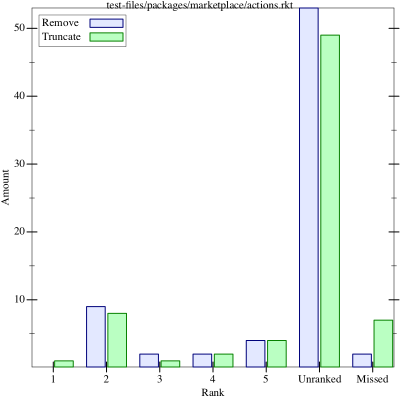 test-files/packages/marketplace/actions.rkt
Remove
Truncate
50
40
30
20
10
Amount
1 2 3 4 5 Unranked Missed
Rank